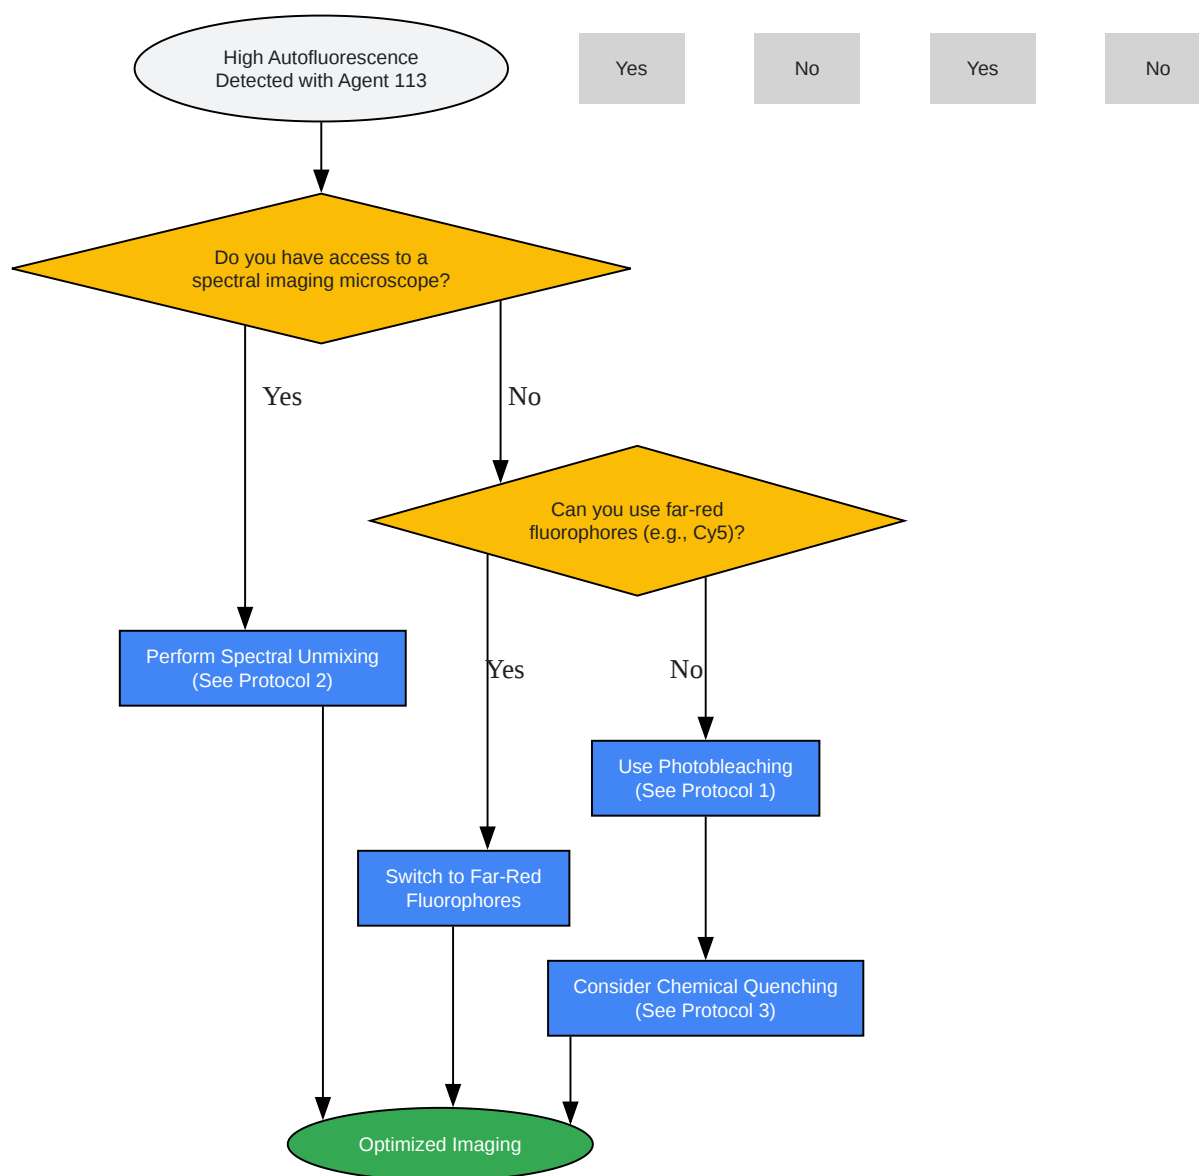 High Autofluorescence
Detected with Agent 113
Yes
No
Yes
No
Do you have access to a
spectral imaging microscope?
Yes
No
Can you use far-red
fluorophores (e.g., Cy5)?
Perform Spectral Unmixing
(See Protocol 2)
Yes
No
Use Photobleaching
(See Protocol 1)
Switch to Far-Red
Fluorophores
Consider Chemical Quenching
(See Protocol 3)
Optimized Imaging